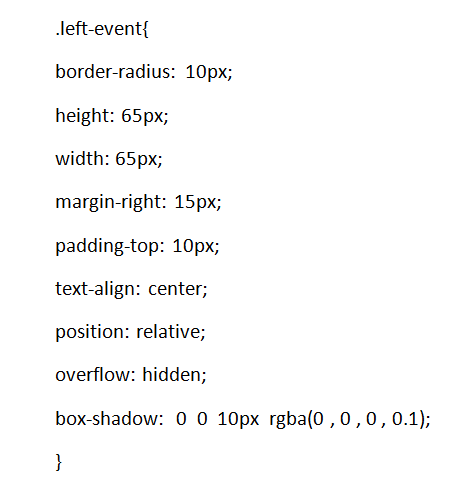 .left-event{
border-radius: 10px;
height: 65px;
width: 65px;
margin-right: 15px;
padding-top: 10px;
text-align: center;
position: relative;
overflow: hidden;
box-shadow: 0 0 10px rgba(0 , 0 , 0 , 0.1);
}